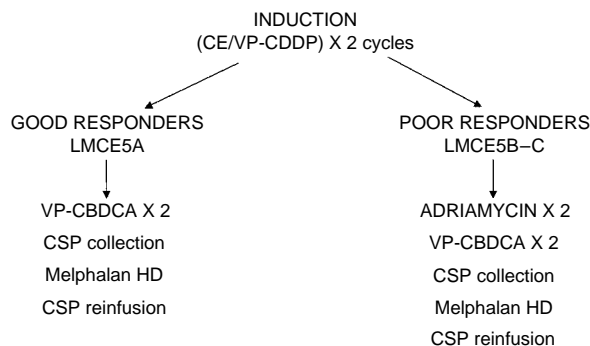 INDUCTION
(CE/VP-CDDP) X 2 cycles
GOOD RESPONDERS
LMCE5A
VP-CBDCA X 2
CSP collection
Melphalan HD
CSP reinfusion
POOR RESPONDERS
LMCE5B–C
ADRIAMYCIN X 2
VP-CBDCA X 2
CSP collection
Melphalan HD
CSP reinfusion